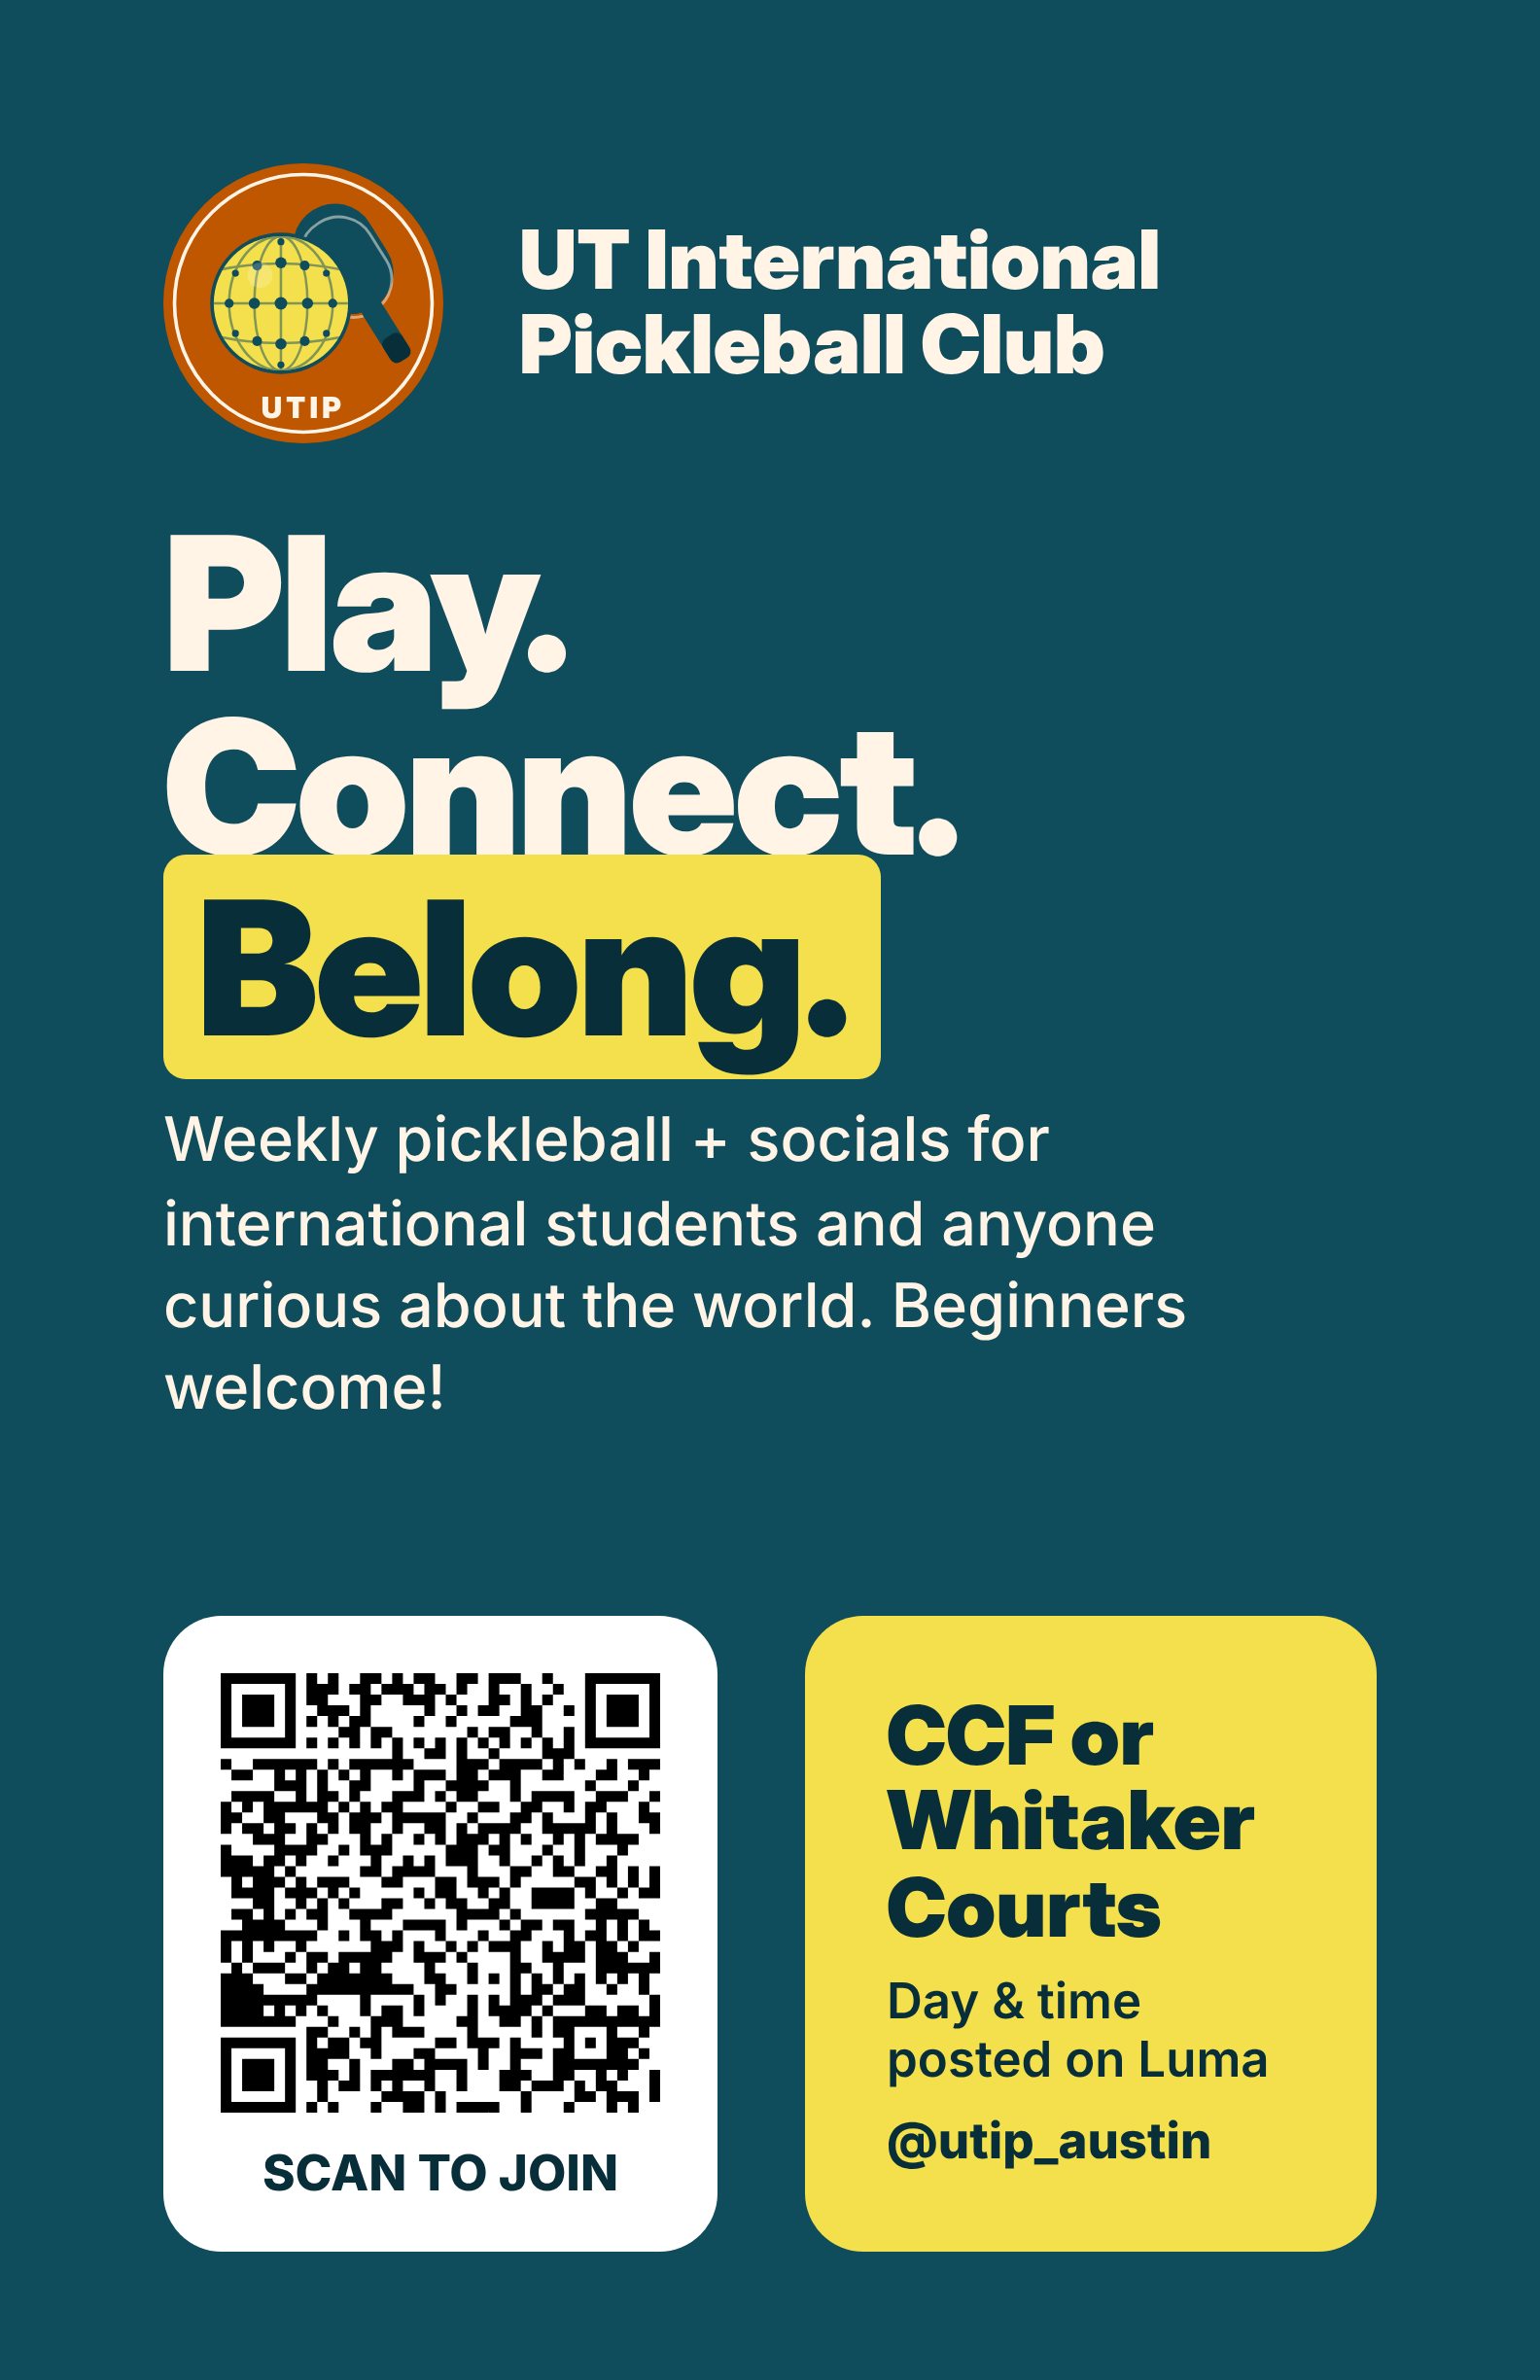 UTIP
UT International
Pickleball Club
Play.
Connect.
Belong.
Weekly pickleball + socials for
international students and anyone
curious about the world. Beginners
welcome!
SCAN TO JOIN
CCF or
Whitaker
Courts
Day & time
posted on Luma
@utip_austin